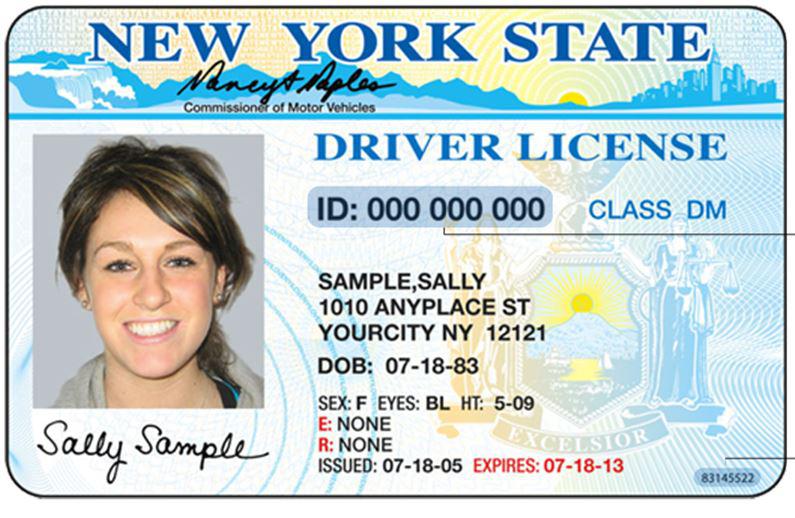 NEW YORK STATE
Nancy A Naples
Commissioner of Motor Vehicles
DRIVER LICENSE
ID: 000 000 000 CLASS DM
SAMPLE,SALLY
1010 ANYPLACE ST
YOURCITY NY 12121
DOB: 07-18-83
SEX: F EYES: BL HT: 5-09
E: NONE
R: NONE
ISSUED: 07-18-05 EXPIRES: 07-18-13
Sally Sample
EXCELSIOR
83145522